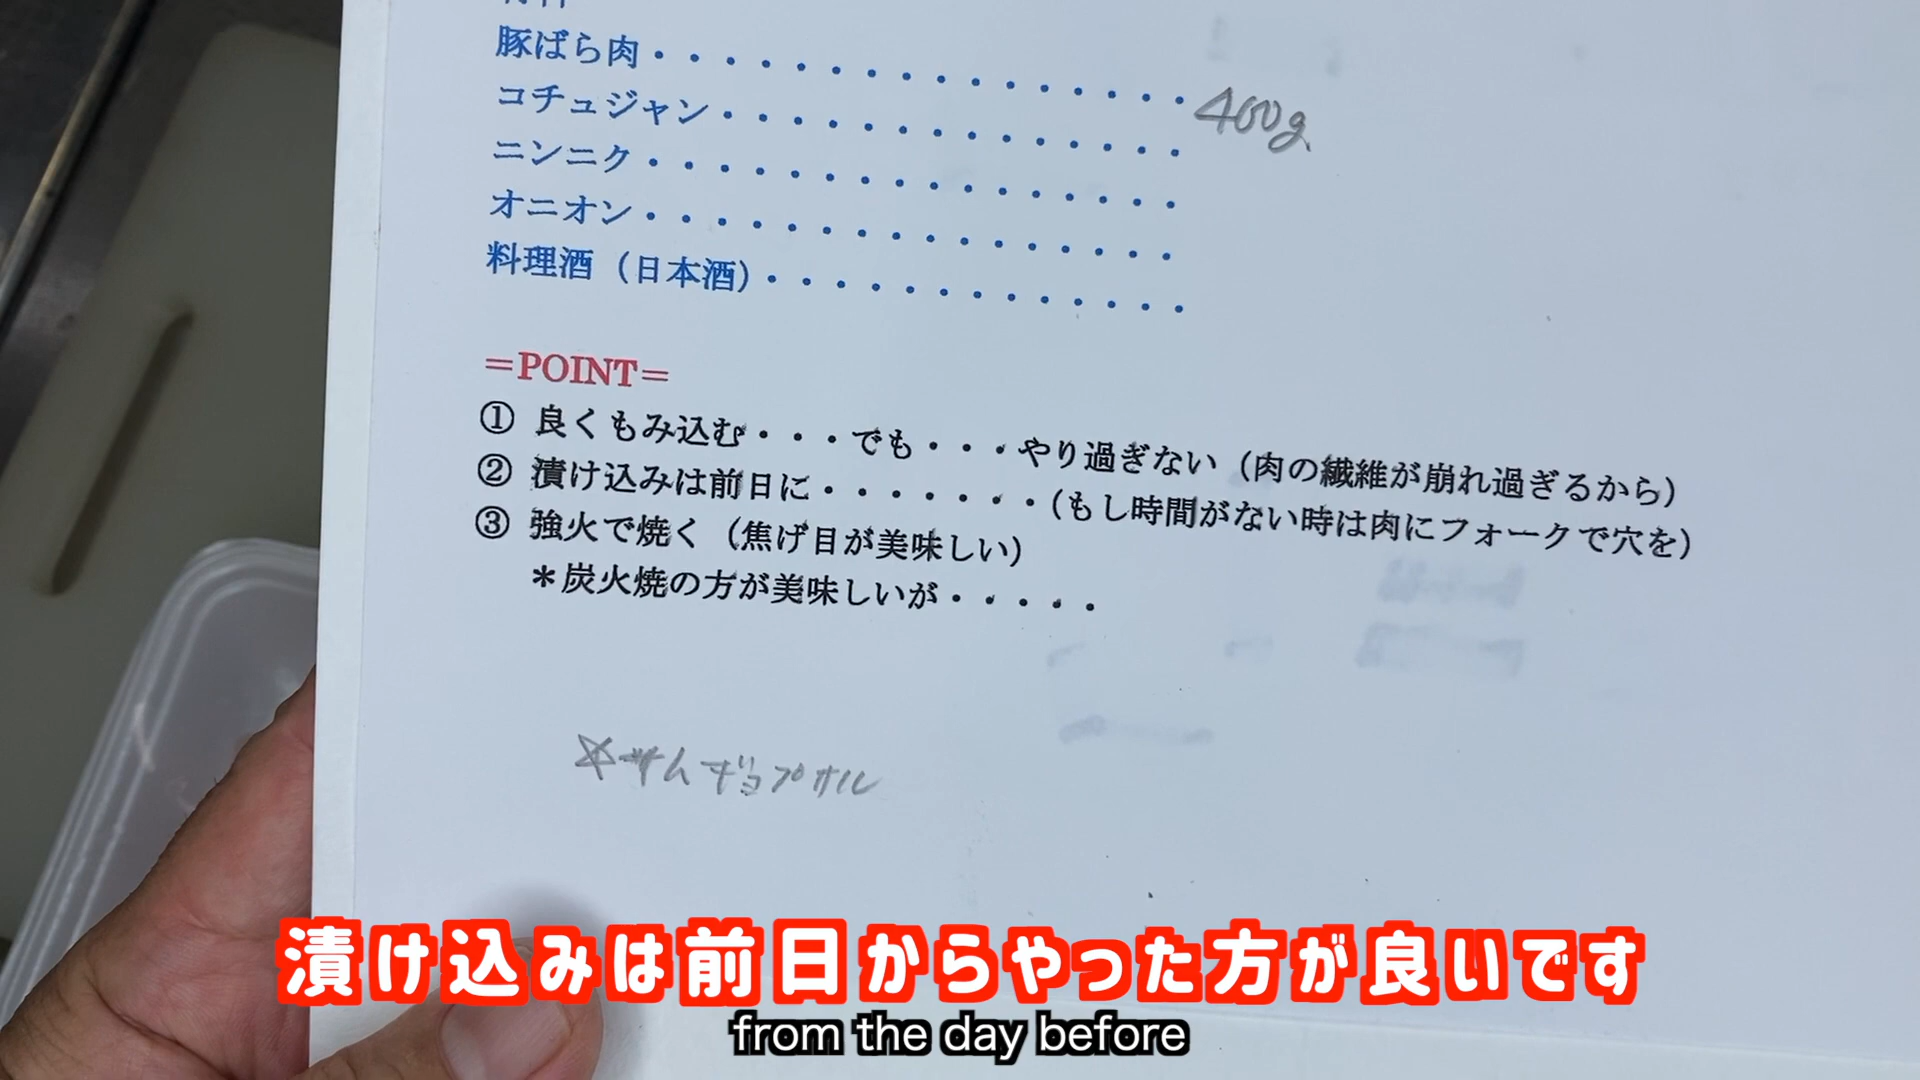 豚ばら肉・・・・・・・・・・・・・・・・400g
コチュジャン・・・・・・・・・・・・・・
ニンニク・・・・・・・・・・・・・・・・
オニオン・・・・・・・・・・・・・・・・
料理酒（日本酒）・・・・・・・・・・・・・
=POINT=
① 良くもみ込む・・・でも・・・やり過ぎない（肉の繊維が崩れ過ぎるから）
② 漬け込みは前日に・・・・・・・（もし時間がない時は肉にフォークで穴を）
③ 強火で焼く（焦げ目が美味しい）
＊炭火焼の方が美味しいが・・・・・
☆サムギョプサル
漬け込みは前日からやった方が良いです
from the day before